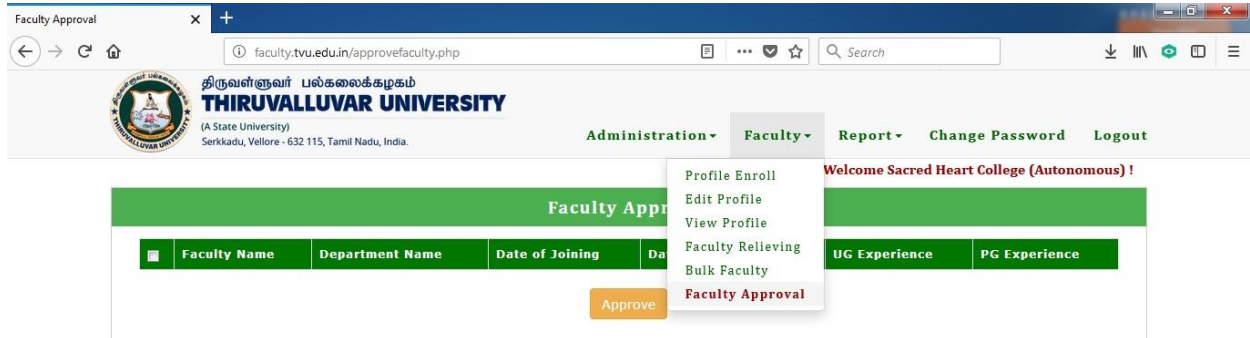 Faculty Approval
faculty.tvu.edu.in/approvefaculty.php
Search
திருவள்ளுவர் பல்கலைக்கழகம்
THIRUVALLUVAR UNIVERSITY
(A State University)
Serkkadu, Vellore - 632 115, Tamil Nadu, India.
Administration Faculty Report Change Password Logout
Welcome Sacred Heart College (Autonomous) !
Profile Enroll
Edit Profile
View Profile
Faculty Relieving
Bulk Faculty
Faculty Approval
Faculty Appr
Faculty Name Department Name Date of Joining Da UG Experience PG Experience
Approve